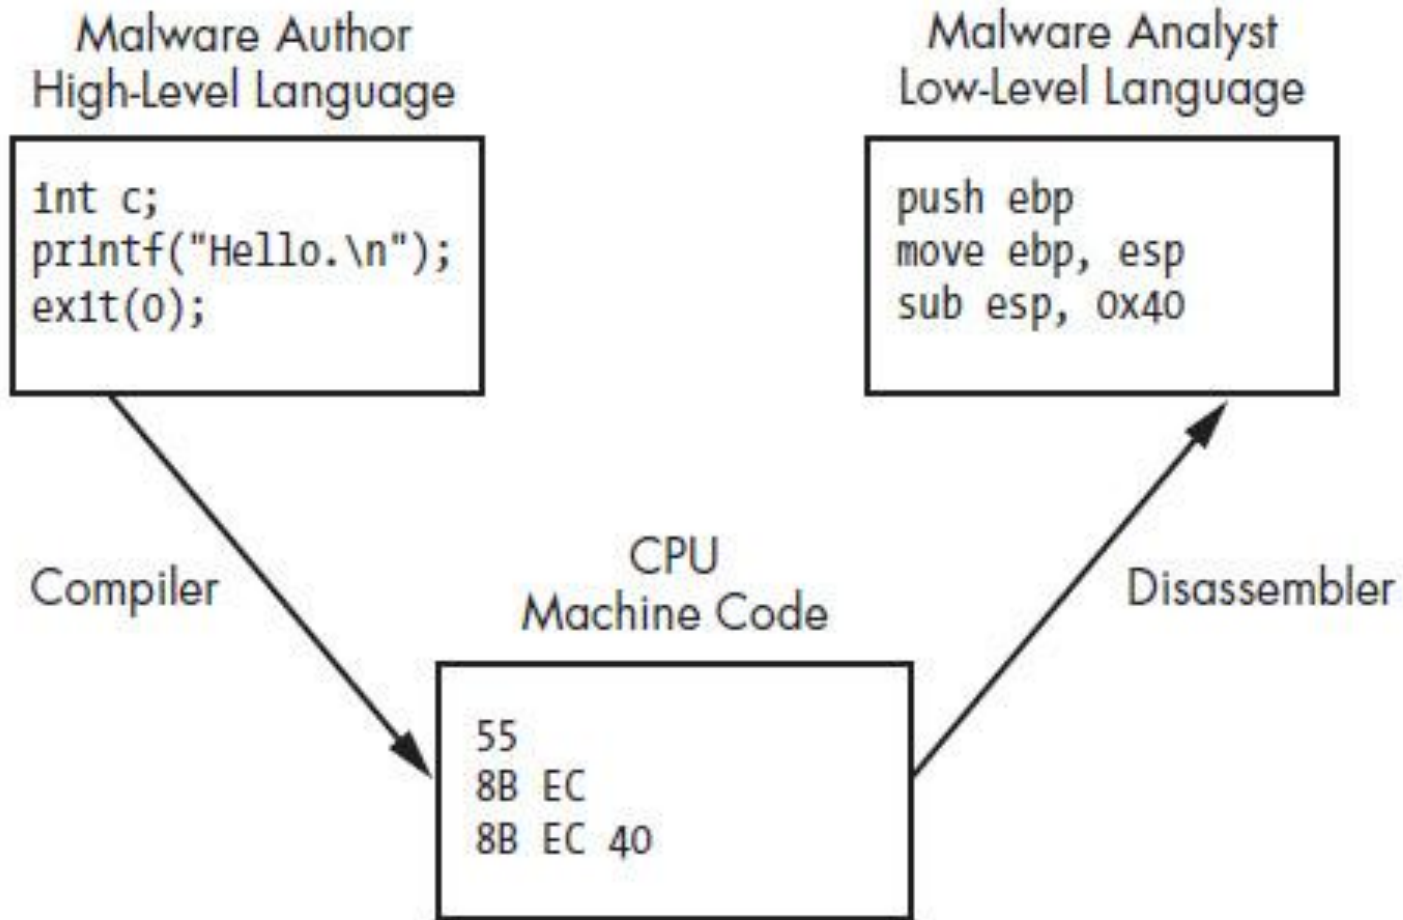 Malware Author
High-Level Language
int c;
printf("Hello.\n");
exit(0);
Malware Analyst
Low-Level Language
push ebp
move ebp, esp
sub esp, 0x40
Compiler
CPU
Machine Code
55
8B EC
8B EC 40
Disassembler